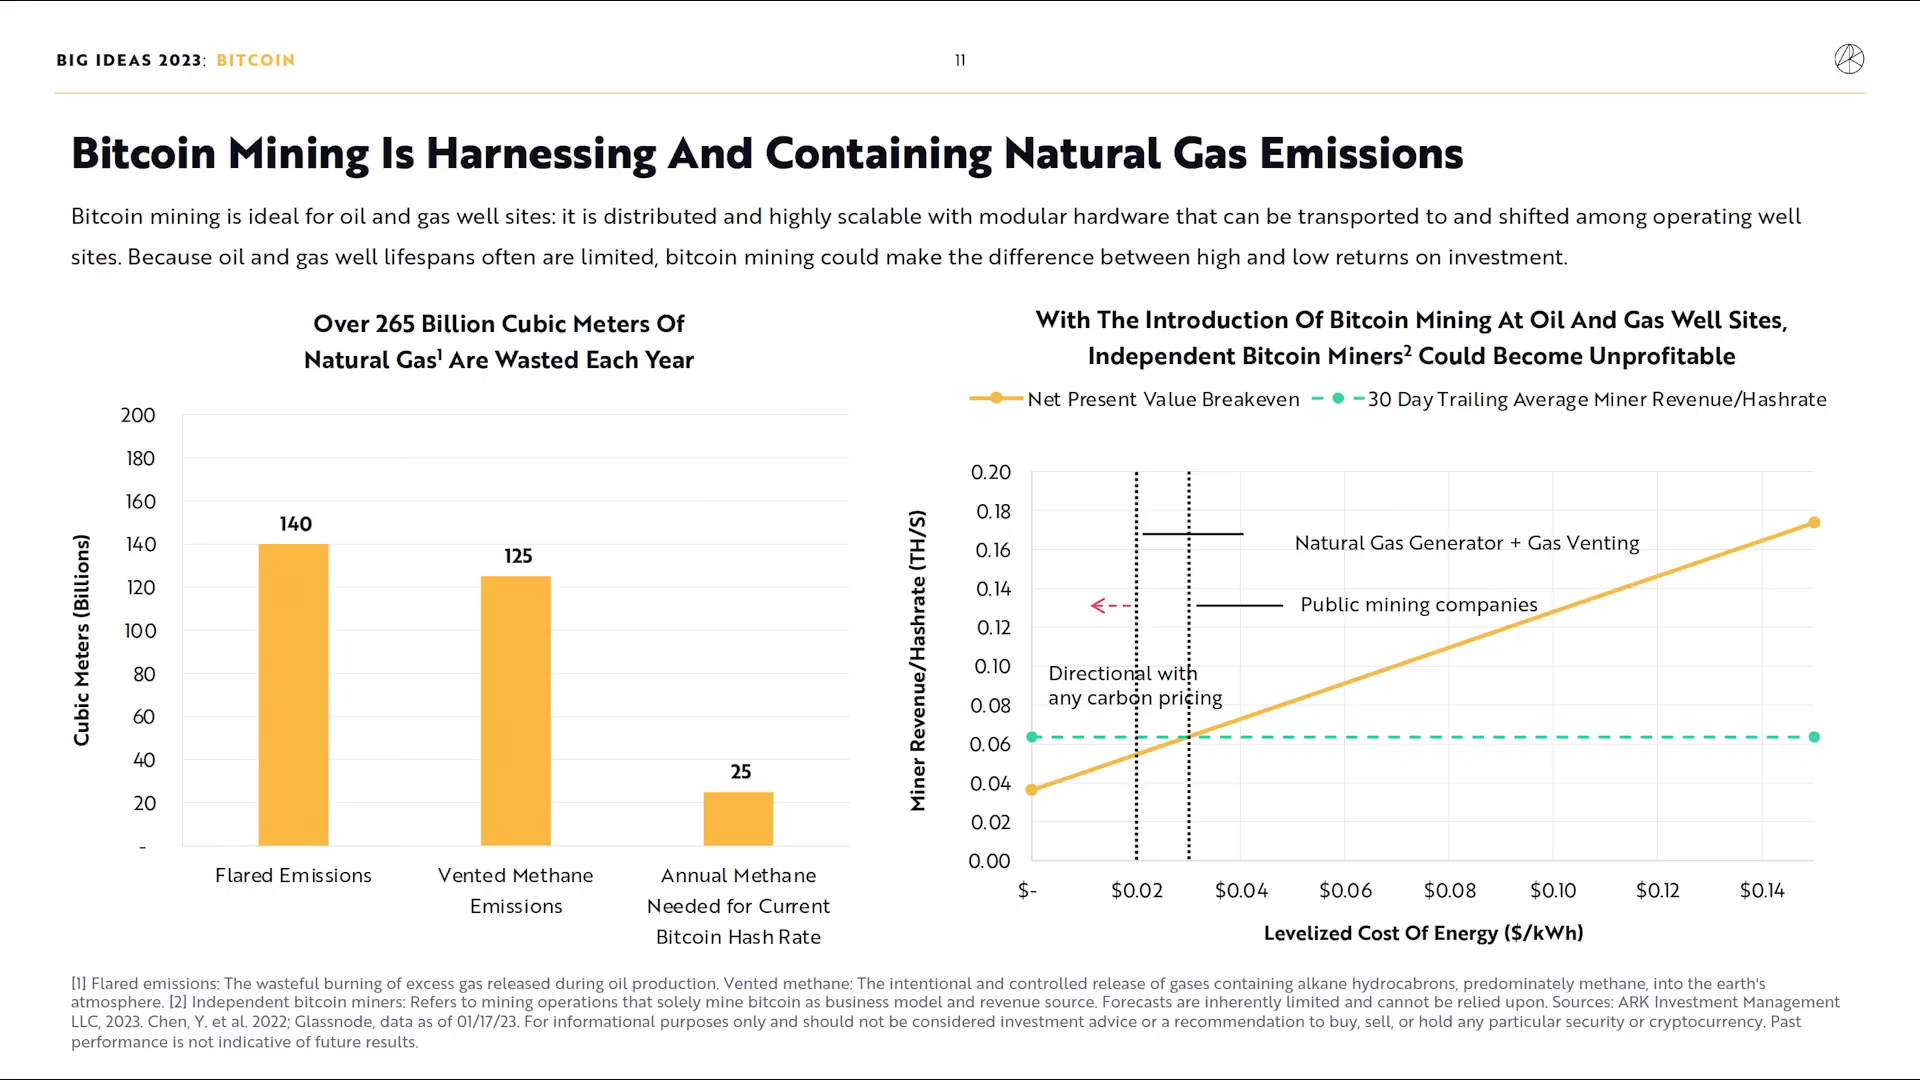 BIG IDEAS 2023: BITCOIN
11
Bitcoin Mining Is Harnessing And Containing Natural Gas Emissions
Bitcoin mining is ideal for oil and gas well sites: it is distributed and highly scalable with modular hardware that can be transported to and shifted among operating well
sites. Because oil and gas well lifespans often are limited, bitcoin mining could make the difference between high and low returns on investment.
Over 265 Billion Cubic Meters Of
Natural Gas¹ Are Wasted Each Year
Cubic Meters (Billions)
200
180
160
140
120
100
80
60
40
20
-
140
125
25
Flared Emissions
Vented Methane
Emissions
Annual Methane
Needed for Current
Bitcoin Hash Rate
With The Introduction Of Bitcoin Mining At Oil And Gas Well Sites,
Independent Bitcoin Miners² Could Become Unprofitable
Net Present Value Breakeven
30 Day Trailing Average Miner Revenue/Hashrate
Miner Revenue/Hashrate (TH/S)
0.20
0.18
0.16
0.14
0.12
0.10
0.08
0.06
0.04
0.02
0.00
Natural Gas Generator + Gas Venting
Public mining companies
Directional with
any carbon pricing
$-
$0.02
$0.04
$0.06
$0.08
$0.10
$0.12
$0.14
Levelized Cost Of Energy ($/kWh)
[1] Flared emissions: The wasteful burning of excess gas released during oil production. Vented methane: The intentional and controlled release of gases containing alkane hydrocabrons, predominately methane, into the earth's
atmosphere. [2] Independent bitcoin miners: Refers to mining operations that solely mine bitcoin as business model and revenue source. Forecasts are inherently limited and cannot be relied upon. Sources: ARK Investment Management
LLC, 2023. Chen, Y. et al. 2022; Glassnode, data as of 01/17/23. For informational purposes only and should not be considered investment advice or a recommendation to buy, sell, or hold any particular security or cryptocurrency. Past
performance is not indicative of future results.